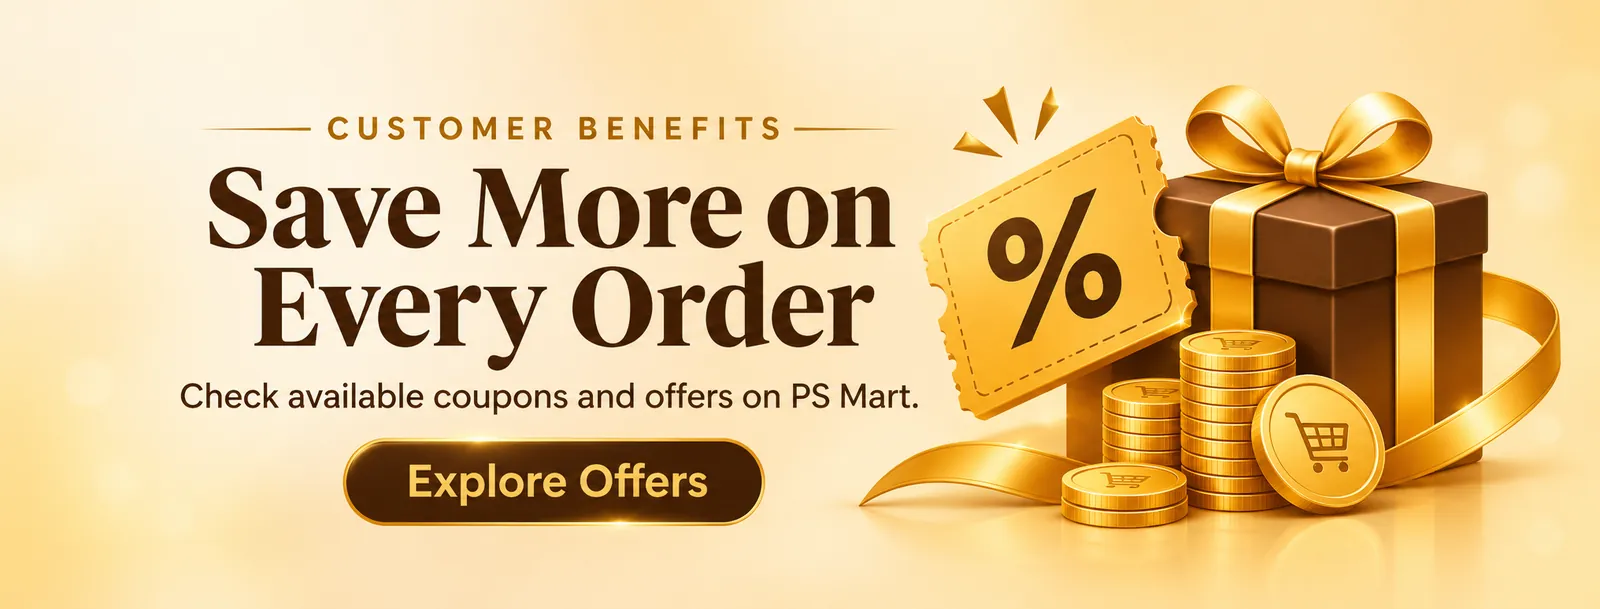 CUSTOMER BENEFITS
Save More on
Every Order
Check available coupons and offers on PS Mart.
Explore Offers
%